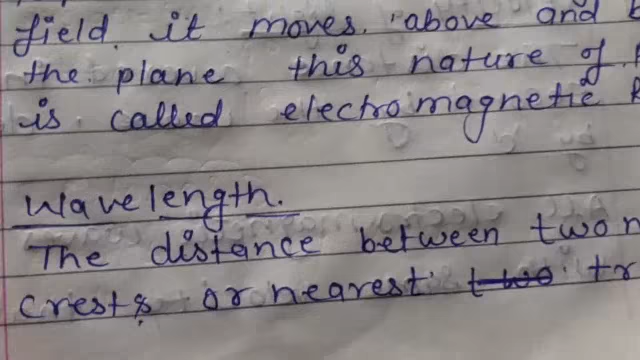 field. it moves. above and
the plane this nature of
is called electromagnetic
Wavelength.
The distance between two
crests or nearest two